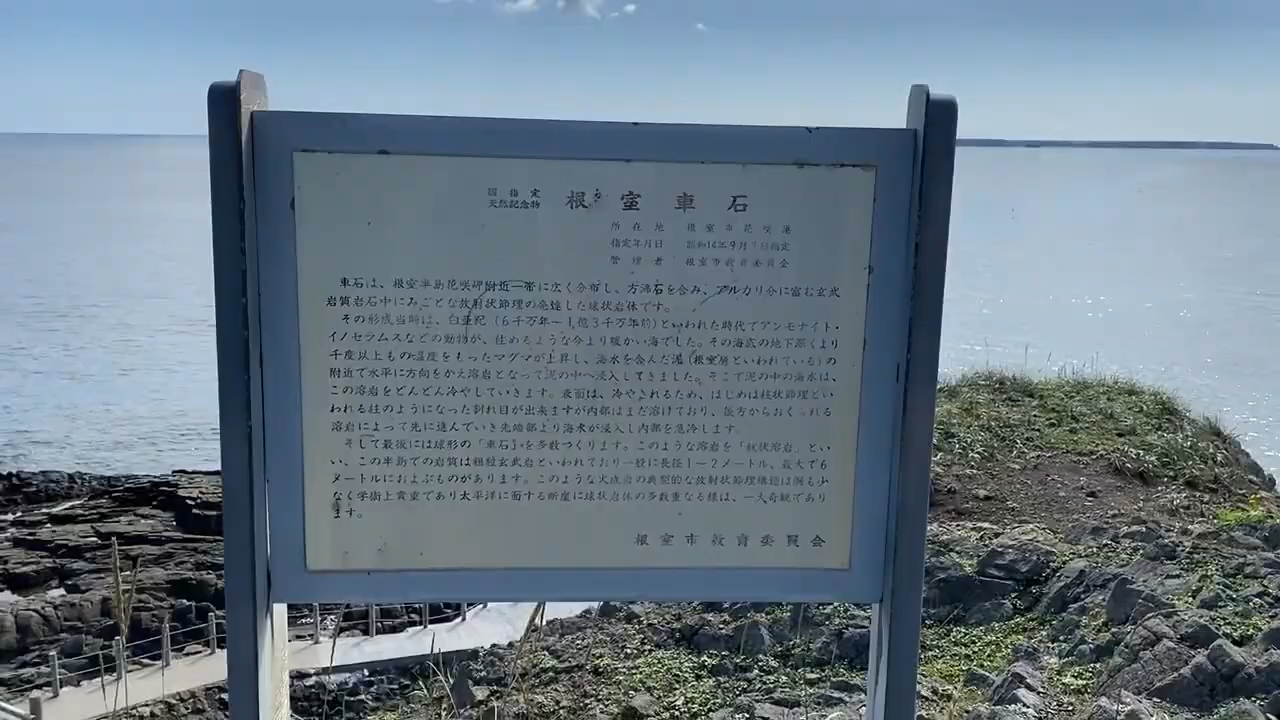 国指定
天然記念物
根室車石
所在地 根室市花咲港
指定年月日 昭和14年9月7日指定
管理者 根室市教育委員会
車石は、根室半島花咲岬附近一帯に広く分布し、方沸石を含み、アルカリ分に富む玄武
岩質岩石中にみごとな放射状節理の発達した球状岩体です。
その形成当時は、白亜紀(6千万年〜1億3千万年前)といわれた時代でアンモナイト・
イノセラムスなどの動物が、住めるような今より暖かい海でした。その海底の地下深くより
千度以上もの温度をもったマグマが上昇し、海水を含んだ泥(根室層といわれている)の
附近で水平に方向をかえ溶岩となって泥の中へ浸入してきました。そこで泥の中の海水は、
この溶岩をどんどん冷やしていきます。表面は、冷やされるため、はじめは柱状節理とい
われる柱のようになった割れ目が出来ますが内部はまだ溶けており、後方からおくられる
溶岩によって先に進んでいき先端部より海水が浸入し内部を急冷します。
そして最後には球形の「車石」を多数つくります。このような溶岩を「枕状溶岩」とい
い、この半島での岩質は粗粒玄武岩といわれており一般に長径1〜2メートル、最大で6
メートルにおよぶものがあります。このような火成岩の典型的な放射状節理構造は例も少
なく学術上貴重であり太平洋に面する断崖に球状岩体の多数重なる様は、一大奇観であり
ます。
根室市教育委員会